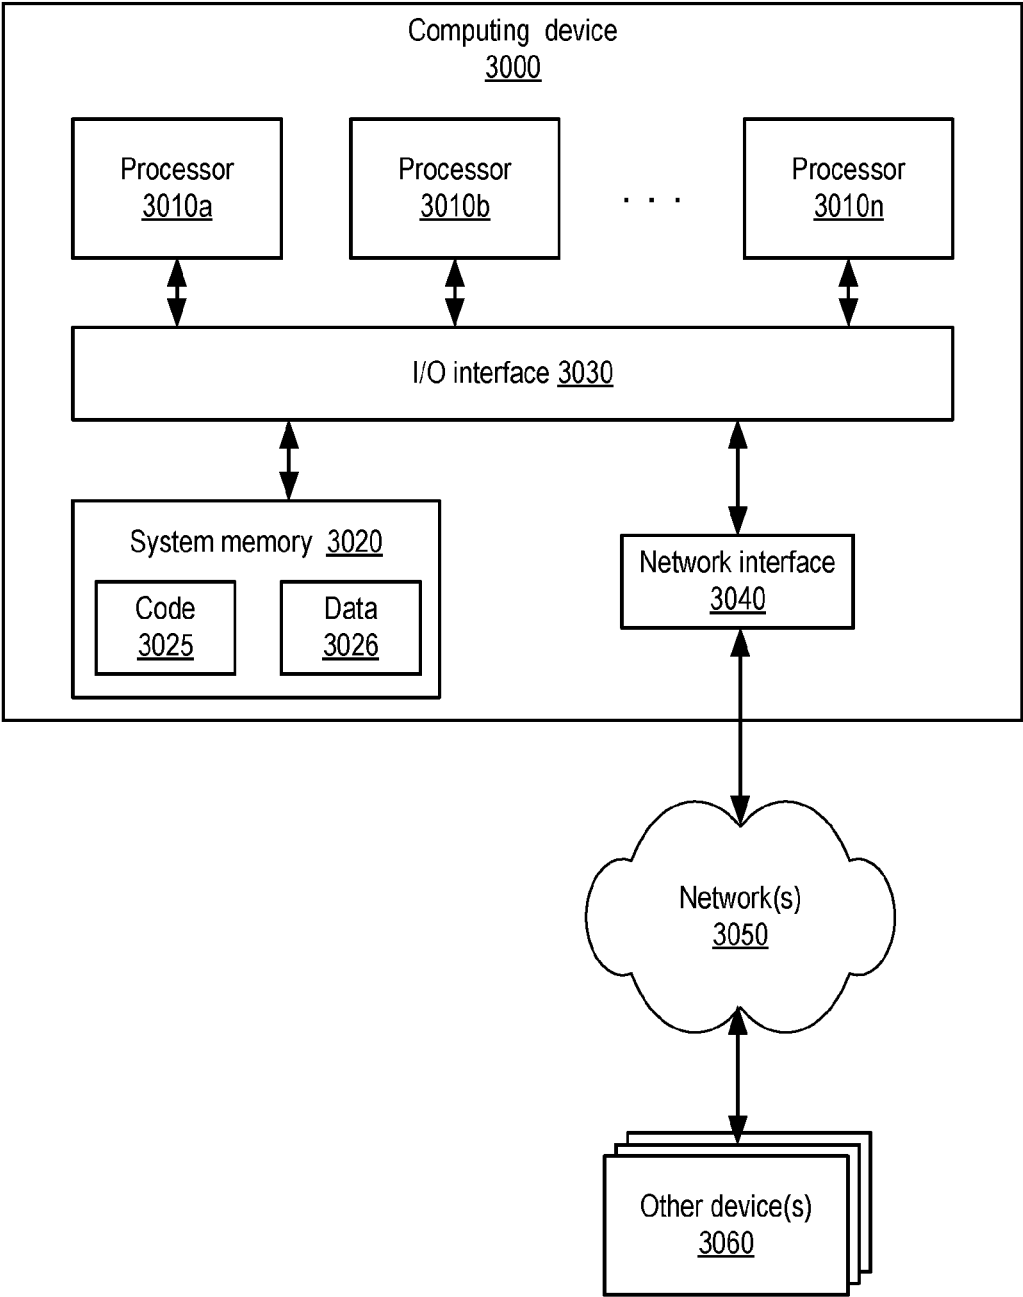 Computing device
3000
Processor
3010a
Processor
3010b
. . .
Processor
3010n
I/O interface 3030
System memory 3020
Code
3025
Data
3026
Network interface
3040
Network(s)
3050
Other device(s)
3060